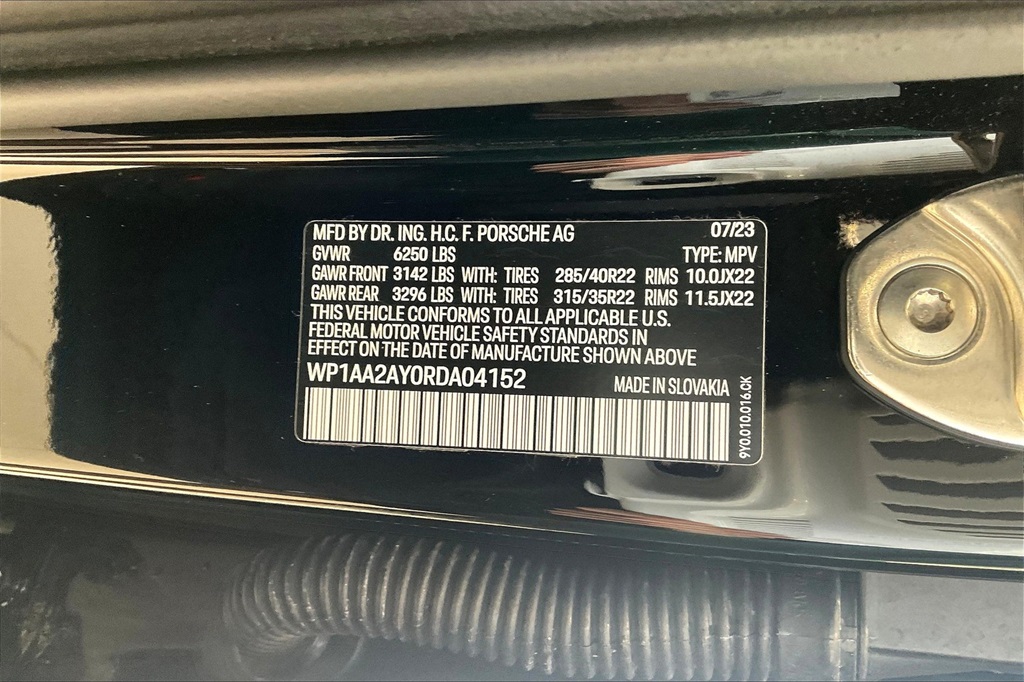 MFD BY DR. ING. H.C. F. PORSCHE AG 07/23
GVWR 6250 LBS TYPE: MPV
GAWR FRONT 3142 LBS WITH: TIRES 285/40R22 RIMS 10.0JX22
GAWR REAR 3296 LBS WITH: TIRES 315/35R22 RIMS 11.5JX22
THIS VEHICLE CONFORMS TO ALL APPLICABLE U.S.
FEDERAL MOTOR VEHICLE SAFETY STANDARDS IN
EFFECT ON THE DATE OF MANUFACTURE SHOWN ABOVE
WP1AA2AY0RDA04152 MADE IN SLOVAKIA
9Y0.010.016.CK